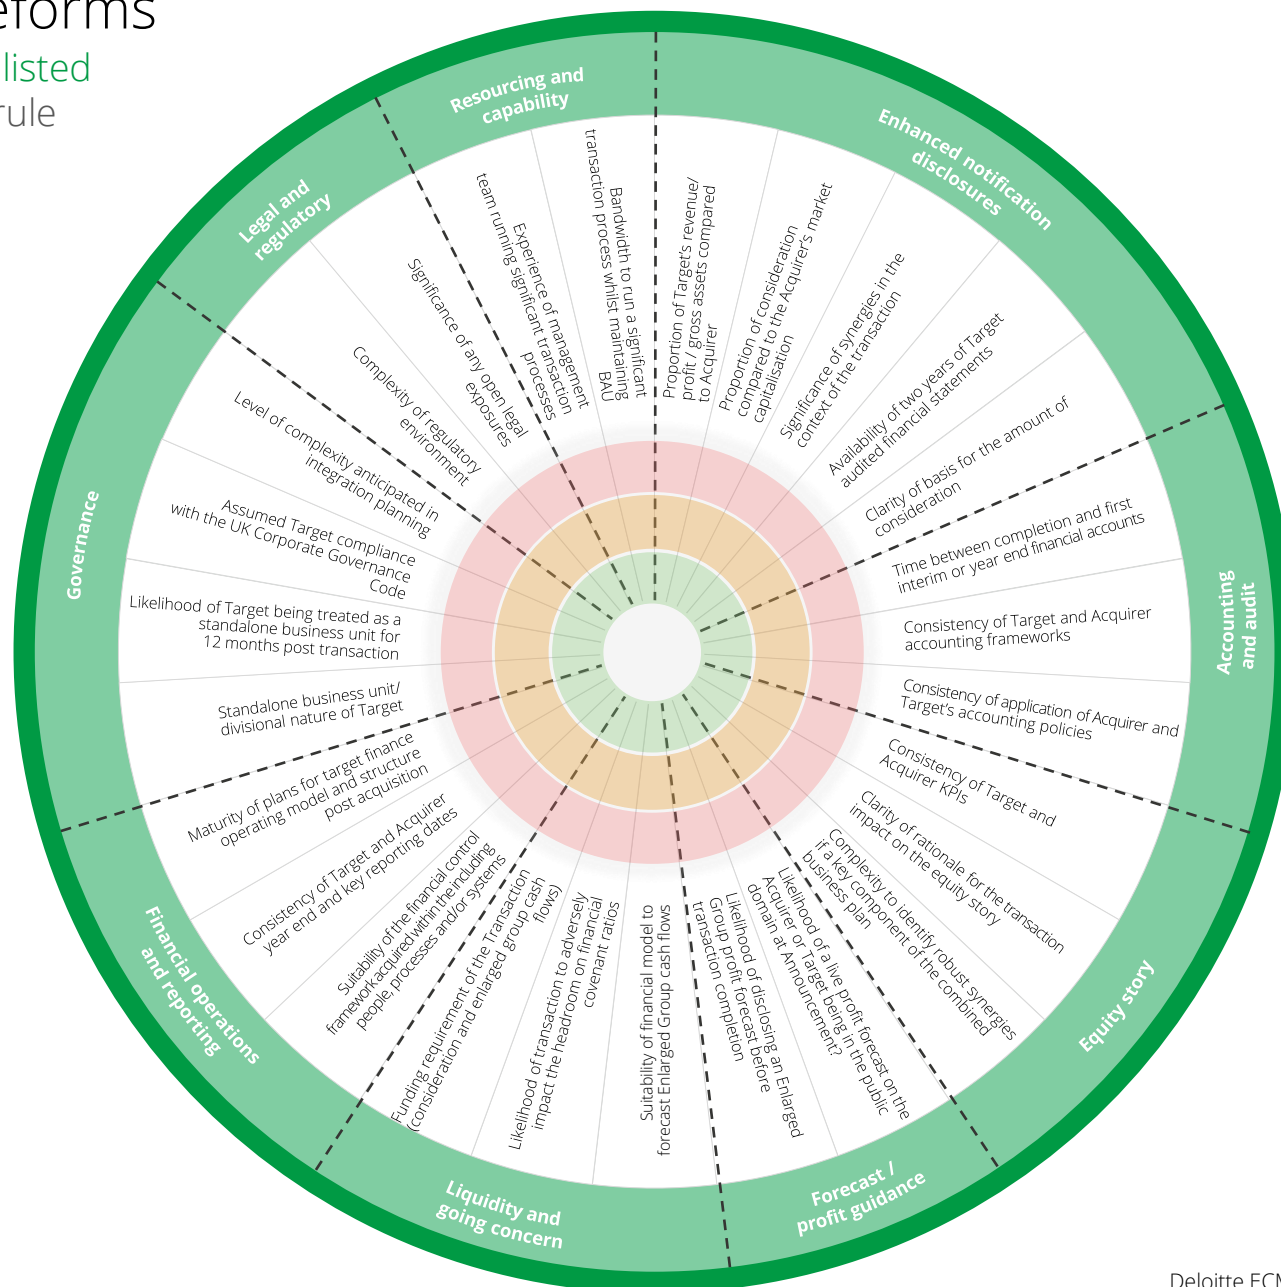 eforms
listed
rule
Enhanced notification
disclosures
Proportion of Target's revenue/
profit / gross assets compared
to Acquirer
Proportion of consideration
compared to the Acquirer's market
capitalisation
Significance of synergies in the
context of the transaction
Availability of two years of Target
audited financial statements
Clarity of basis for the amount of
consideration
Accounting
and audit
Time between completion and first
interim or year end financial accounts
Consistency of Target and Acquirer
accounting frameworks
Consistency of application of Acquirer and
Target's accounting policies
Equity story
Consistency of Target and
Acquirer KPIs
Clarity of rationale for the transaction
impact on the equity story
Complexity to identify robust synergies
if a key component of the combined
business plan
Forecast /
profit guidance
Likelihood of a live profit forecast on the
Acquirer or Target being in the public
domain at Announcement?
Likelihood of disclosing an Enlarged
Group profit forecast before
transaction completion
Liquidity and
going concern
Suitability of financial model to
forecast Enlarged Group cash flows
Likelihood of transaction to adversely
impact the headroom on financial
covenant ratios
Funding requirement of the Transaction
(consideration and enlarged group cash
flows)
Financial operations
and reporting
Suitability of the financial control
framework acquired within the including
people, processes and/or systems
Consistency of Target and Acquirer
year end and key reporting dates
Maturity of plans for target finance
operating model and structure
post acquisition
Governance
Standalone business unit/
divisional nature of Target
Likelihood of Target being treated as a
standalone business unit for
12 months post transaction
Assumed Target compliance
with the UK Corporate Governance
Code
Level of complexity anticipated in
integration planning
Legal and
regulatory
Complexity of regulatory
environment
Significance of any open legal
exposures
Resourcing and
capability
Experience of management
team running significant transaction
processes
Bandwidth to run a significant
transaction process whilst maintaining
BAU
Deloitte ECM